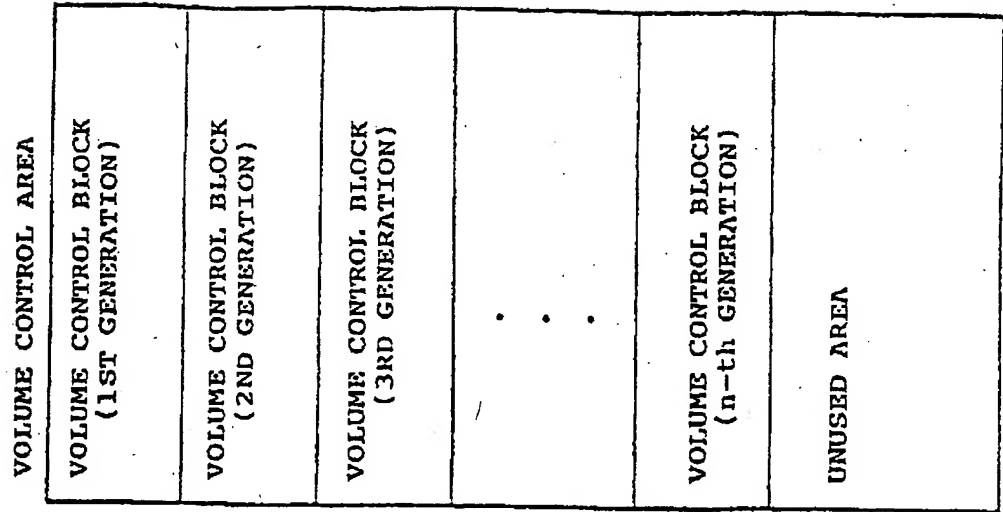 VOLUME CONTROL AREA
VOLUME CONTROL BLOCK
(1ST GENERATION)
VOLUME CONTROL BLOCK
(2ND GENERATION)
VOLUME CONTROL BLOCK
(3RD GENERATION)
. . .
VOLUME CONTROL BLOCK
(n-th GENERATION)
UNUSED AREA